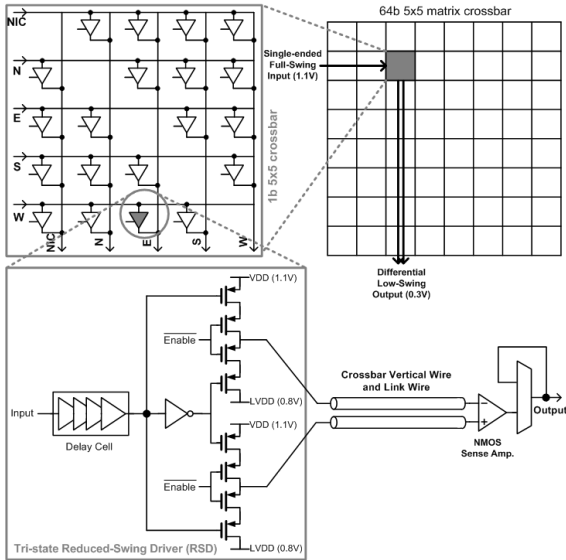 64b 5x5 matrix crossbar
NIC
N
E
S
W
NIC
N
E
S
W
1b 5x5 crossbar
Single-ended
Full-Swing
Input (1.1V)
Differential
Low-Swing
Output (0.3V)
VDD (1.1V)
Enable
LVDD (0.8V)
VDD (1.1V)
Enable
LVDD (0.8V)
Input
Delay Cell
Crossbar Vertical Wire
and Link Wire
−
+
Output
NMOS
Sense Amp.
Tri-state Reduced-Swing Driver (RSD)